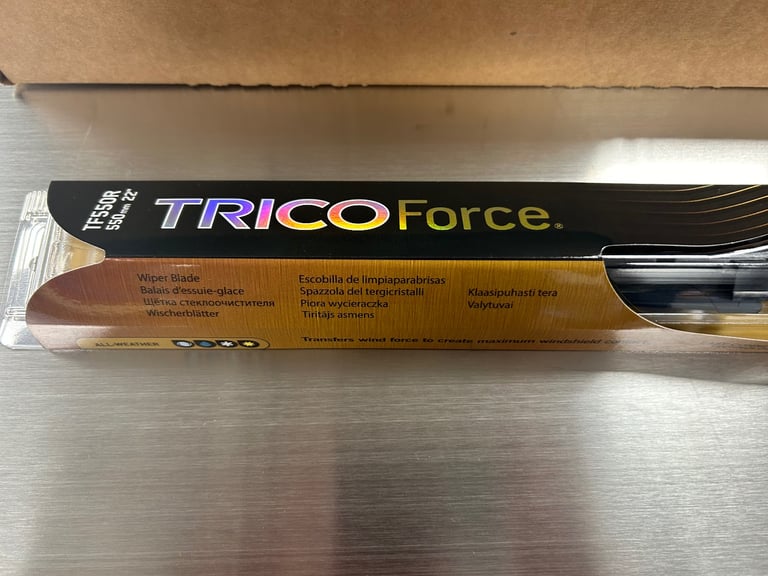 TF550R
550mm 22"
TRICO Force®
Wiper Blade
Balais d'essuie-glace
Щётка стеклоочистителя
Wischerblätter
Escobilla de limpiaparabrisas
Spazzola del tergicristalli
Pióra wycieraczka
Tīrītājs asmens
Klaasipuhasti tera
Valytuvai
ALL-WEATHER
Transfers wind force to create maximum windshield